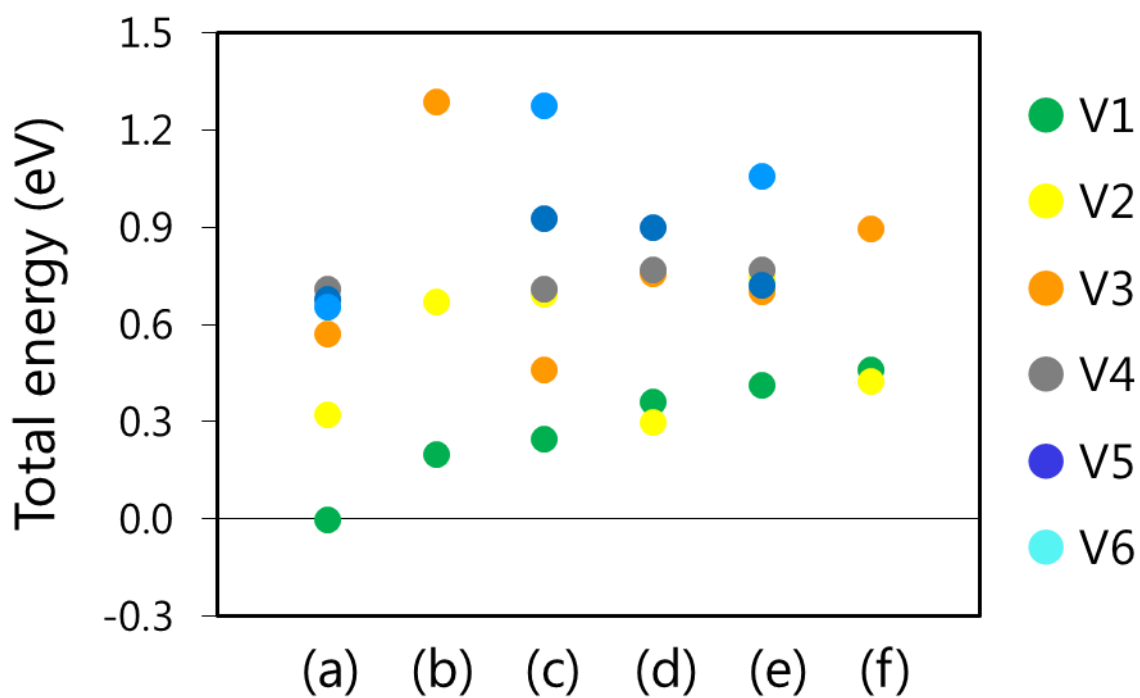 Total energy (eV)
1.5
1.2
0.9
0.6
0.3
0.0
-0.3
(a) (b) (c) (d) (e) (f)
V1
V2
V3
V4
V5
V6